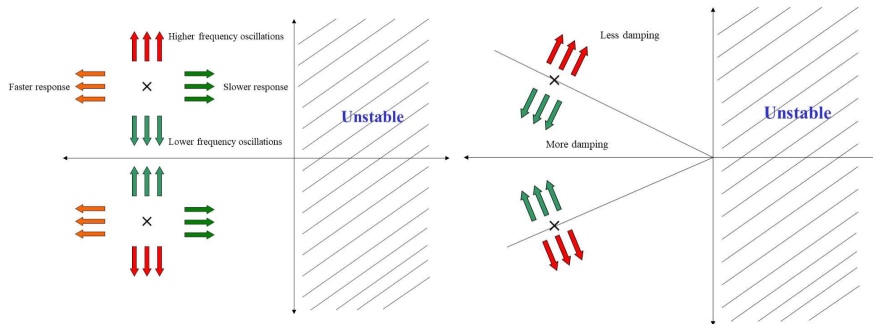 Higher frequency oscillations
Faster response
Slower response
Unstable
Lower frequency oscillations
Less damping
Unstable
More damping